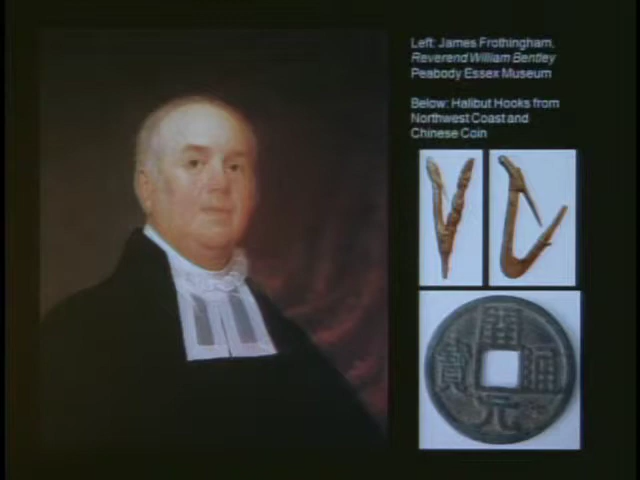 Left: James Frothingham,
Reverend William Bentley
Peabody Essex Museum
Below: Halibut Hooks from
Northwest Coast and
Chinese Coin
開
通
元
寶